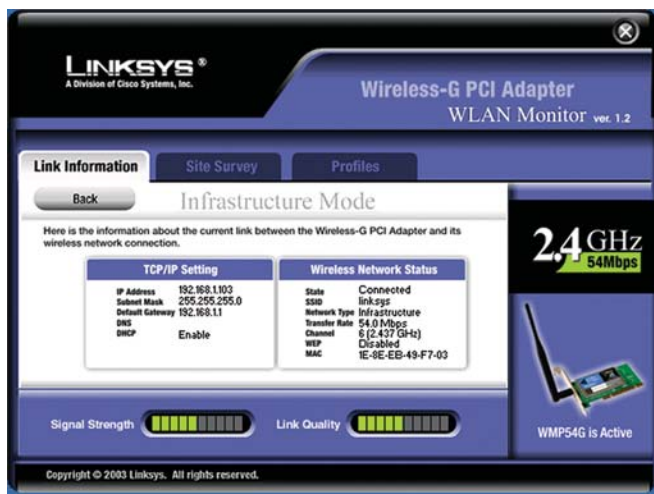 LINKSYS®
A Division of Cisco Systems, Inc.
Wireless-G PCI Adapter
WLAN Monitor ver. 1.2
Link Information
Site Survey
Profiles
Back
Infrastructure Mode
Here is the information about the current link between the Wireless-G PCI Adapter and its
wireless network connection.
TCP/IP Setting
IP Address 192.168.1.103
Subnet Mask 255.255.255.0
Default Gateway 192.168.1.1
DNS
DHCP Enable
Wireless Network Status
State Connected
SSID linksys
Network Type Infrastructure
Transfer Rate 54.0 Mbps
Channel 6 (2.437 GHz)
WEP Disabled
MAC 1E-8E-EB-49-F7-03
2.4 GHz
54Mbps
Signal Strength
Link Quality
WMP54G is Active
Copyright © 2003 Linksys. All rights reserved.